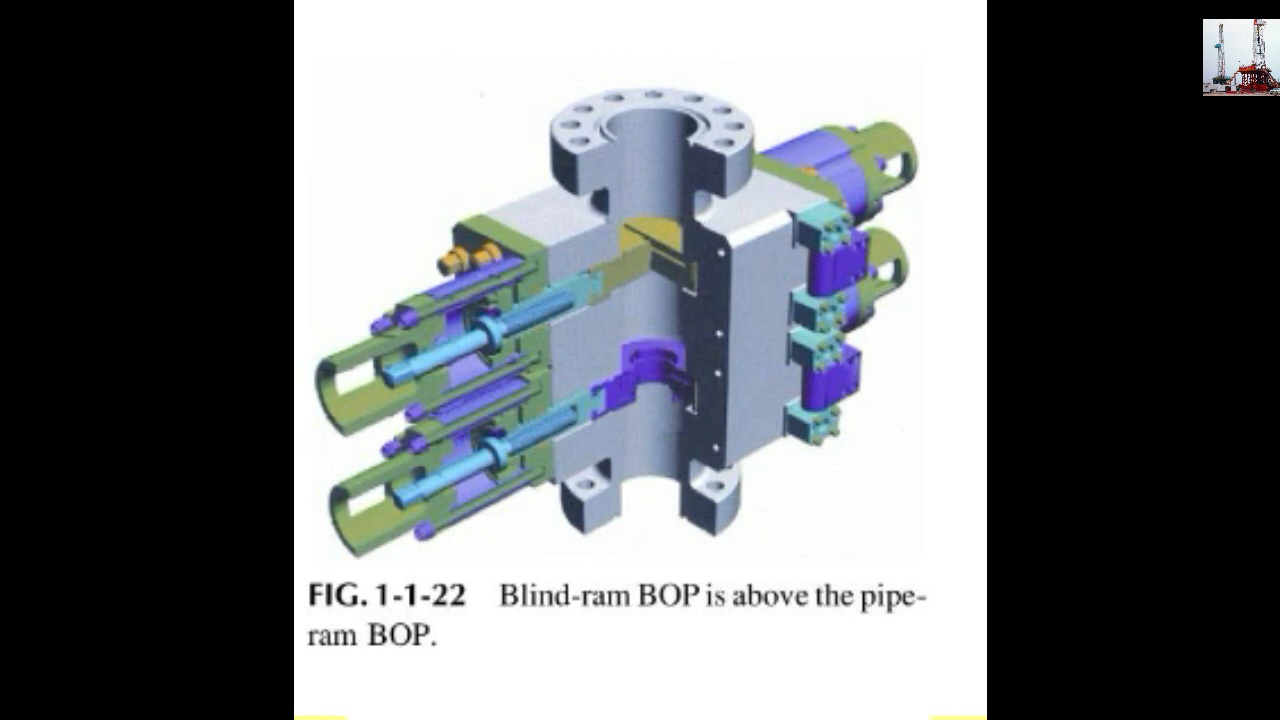 FIG. 1-1-22 Blind-ram BOP is above the pipe-
ram BOP.